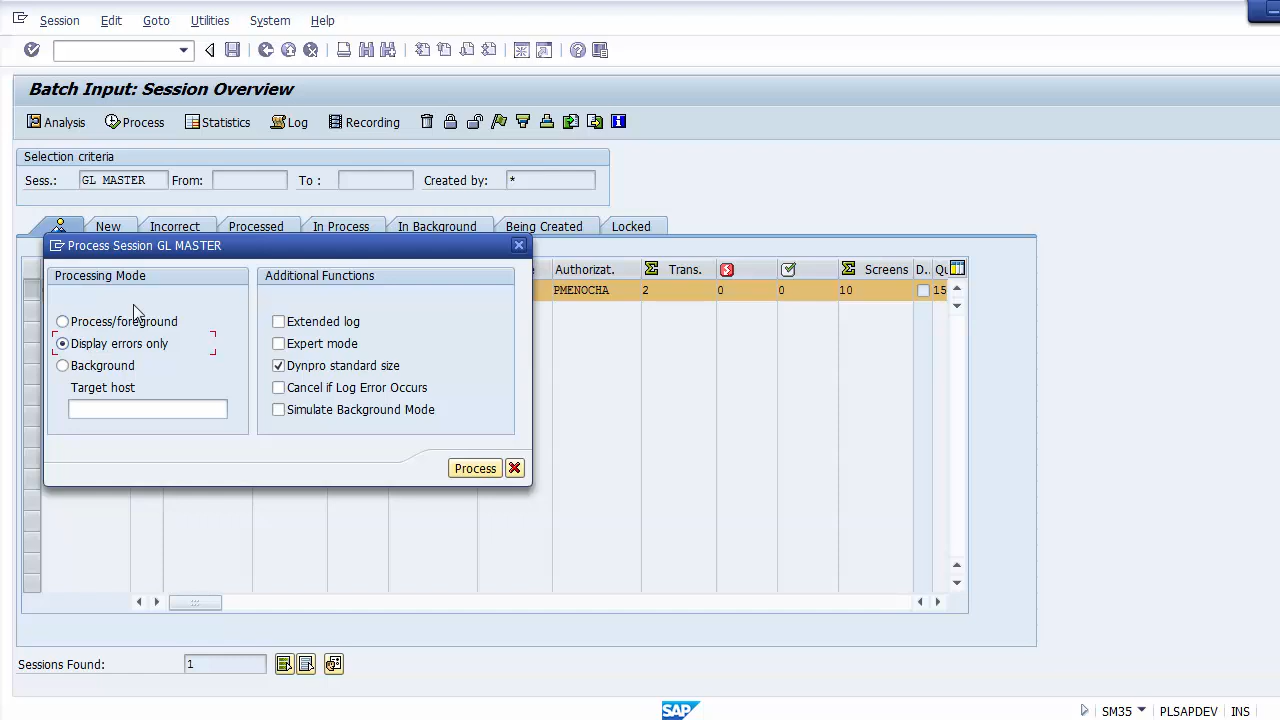 Session Edit Goto Utilities System Help
Batch Input: Session Overview
Analysis Process Statistics Log Recording
Selection criteria
Sess.: GL MASTER From: To : Created by: *
New Incorrect Processed In Process In Background Being Created Locked
Process Session GL MASTER
Processing Mode
Process/foreground
Display errors only
Background
Target host
Additional Functions
Extended log
Expert mode
Dynpro standard size
Cancel if Log Error Occurs
Simulate Background Mode
Process
Authorizat. Trans. Screens D..
PMENOCHA 2 0 0 10 15
Sessions Found: 1
SAP
SM35 PLSAPDEV INS